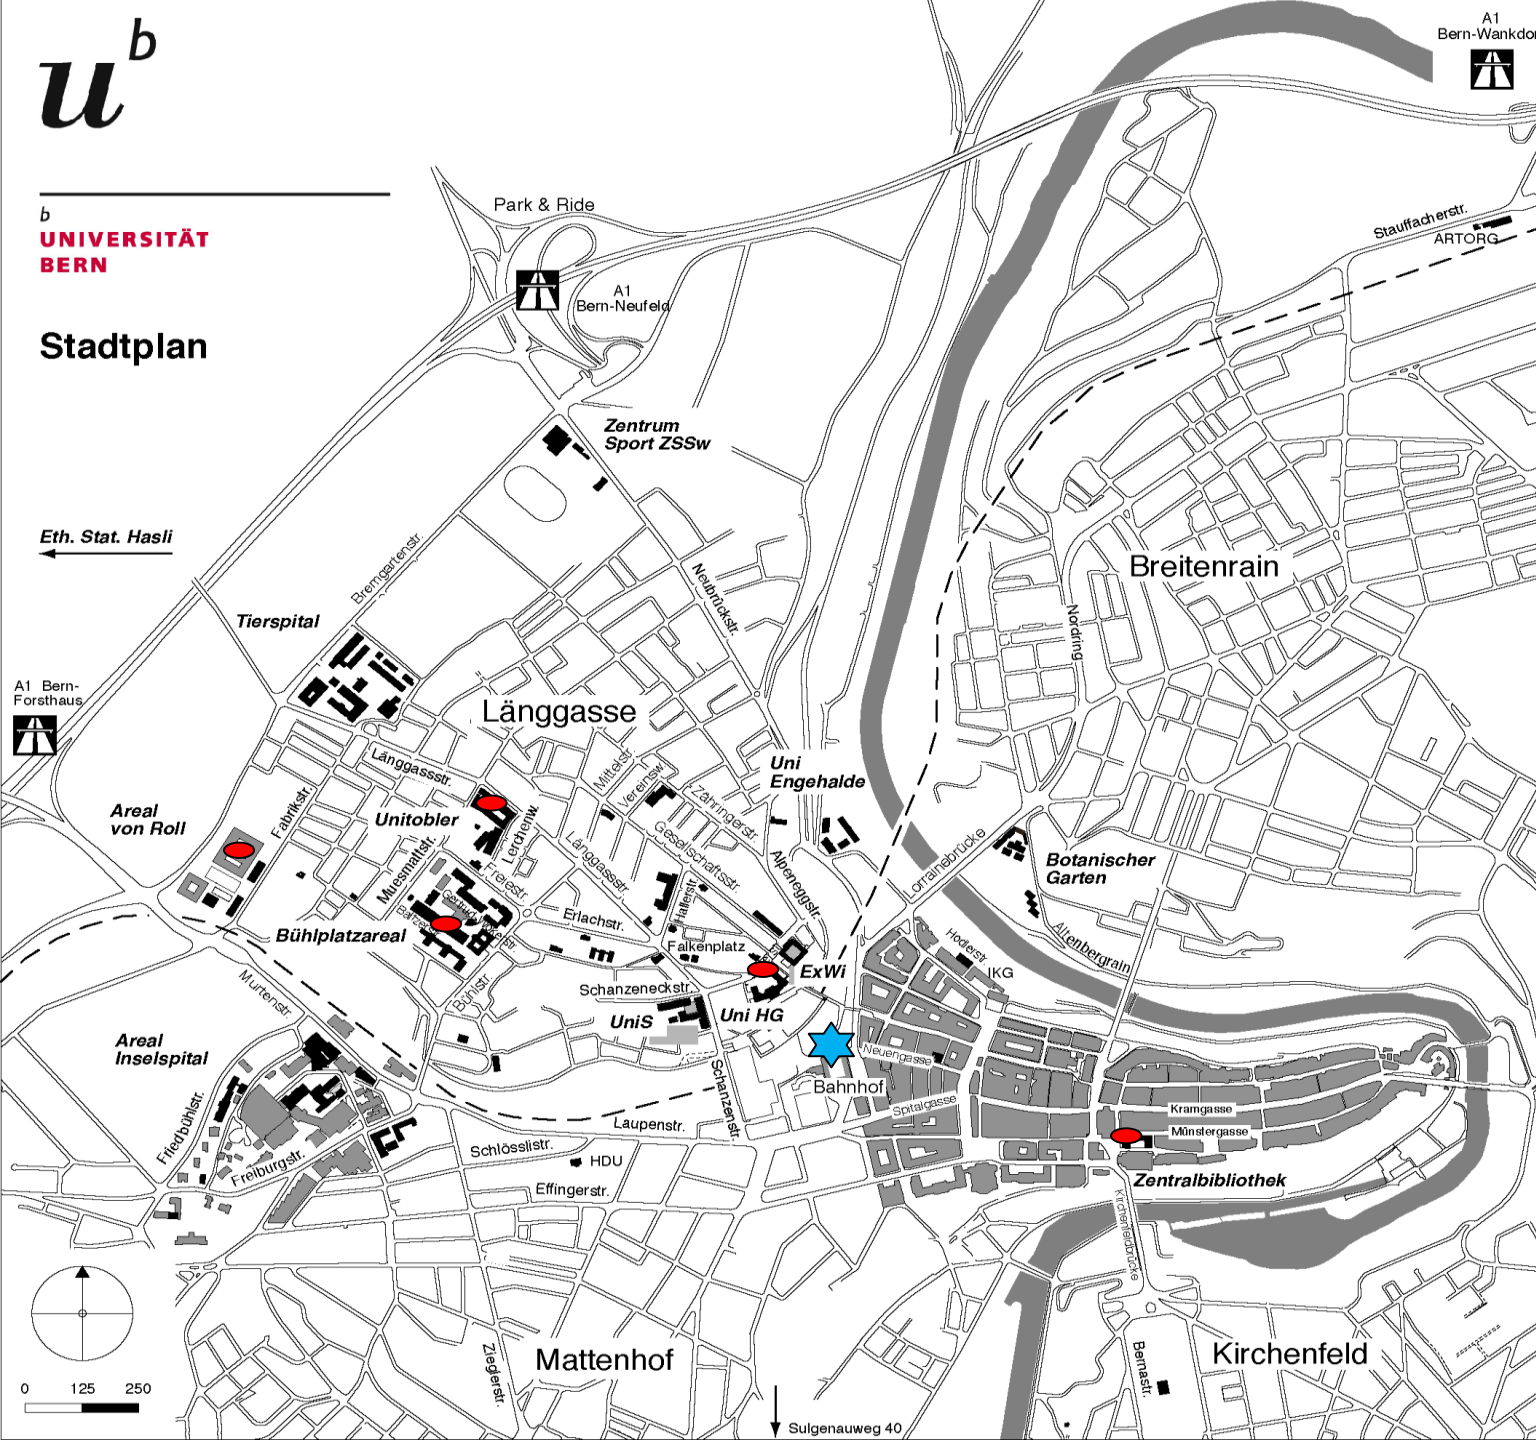 u
b
A1
Bern-Wankdor
b
UNIVERSITÄT
BERN
Park & Ride
Stauffacherstr.
ARTORG
A1
Bern-Neufeld
Stadtplan
Zentrum
Sport ZSSw
Eth. Stat. Hasli
Bremgartenstr.
Neubrückstr.
Breitenrain
Nordring
Tierspital
A1 Bern-
Forsthaus
Länggasse
Länggassstr.
Mittelstr.
Vereinsw.
Zähringerstr.
Uni
Engehalde
Areal
von Roll
Fabrikstr.
Unitobler
Lerchenw.
Länggassstr.
Gesellschaftsstr.
Muesmattstr.
Freiestr.
Hallerstr.
Alpeneggstr.
Lorrainebrücke
Botanischer
Garten
Altenbergrain
Hodlerstr.
IKG
Bühlplatzareal
Erlachstr.
Falkenplatz
ExWi
Murtenstr.
Bühlstr.
Schanzeneckstr.
UniS
Uni HG
Areal
Inselspital
Neuengasse
Bahnhof
Spitalgasse
Kramgasse
Münstergasse
Zentralbibliothek
Schanzenstr.
Laupenstr.
Friedbühlstr.
Freiburgstr.
Schlösslistr.
HDU
Effingerstr.
Kirchenfeldbrücke
Zieglerstr.
Mattenhof
Kirchenfeld
Bernastr.
0 125 250
Sulgenauweg 40